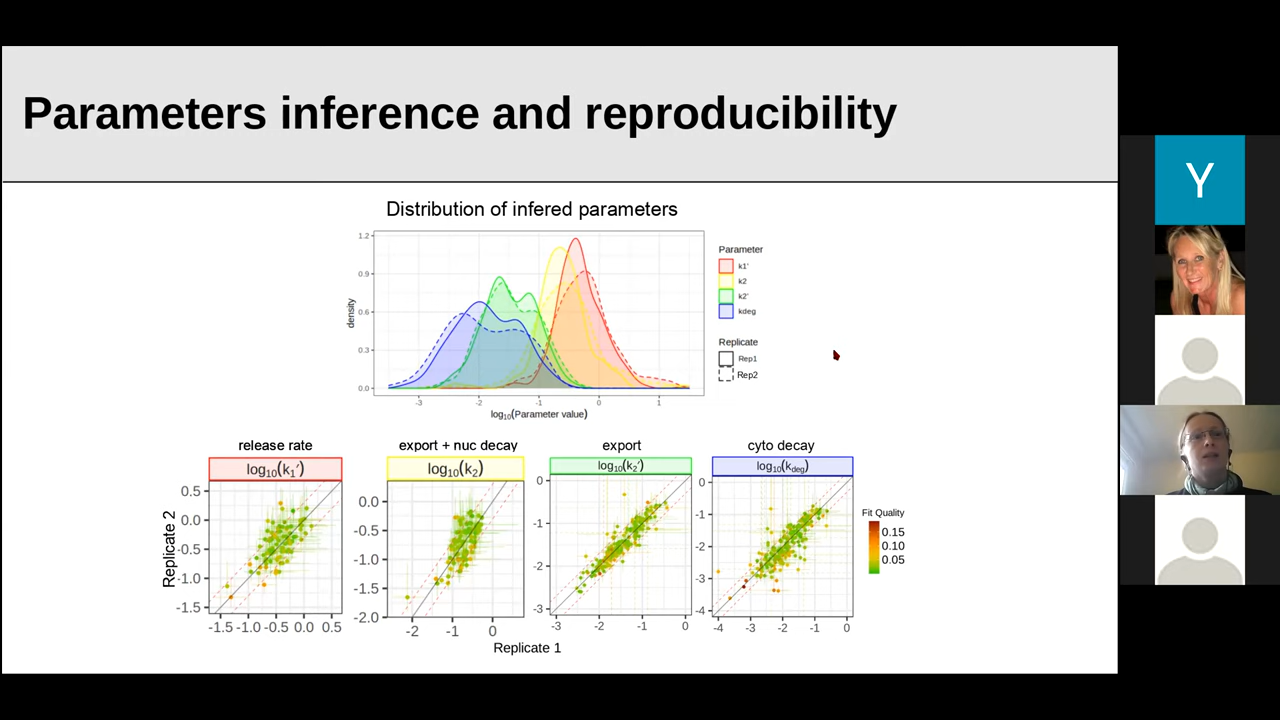 Parameters inference and reproducibility
Y
Distribution of infered parameters
1.2
0.9
0.6
0.3
0.0
density
-3 -2 -1 0 1
log10(Parameter value)
Parameter
k1'
k2
k2'
kdeg
Replicate
Rep1
Rep2
release rate
log10(k1')
0.5
0.0
-0.5
-1.0
-1.5
-1.5 -1.0 -0.5 0.0 0.5
Replicate 2
export + nuc decay
log10(k2)
0.0
-0.5
-1.0
-1.5
-2.0
-2 -1 0
export
log10(k2')
0
-1
-2
-3
-3 -2 -1 0
cyto decay
log10(kdeg)
0
-1
-2
-3
-4
-4 -3 -2 -1 0
Replicate 1
Fit Quality
0.15
0.10
0.05